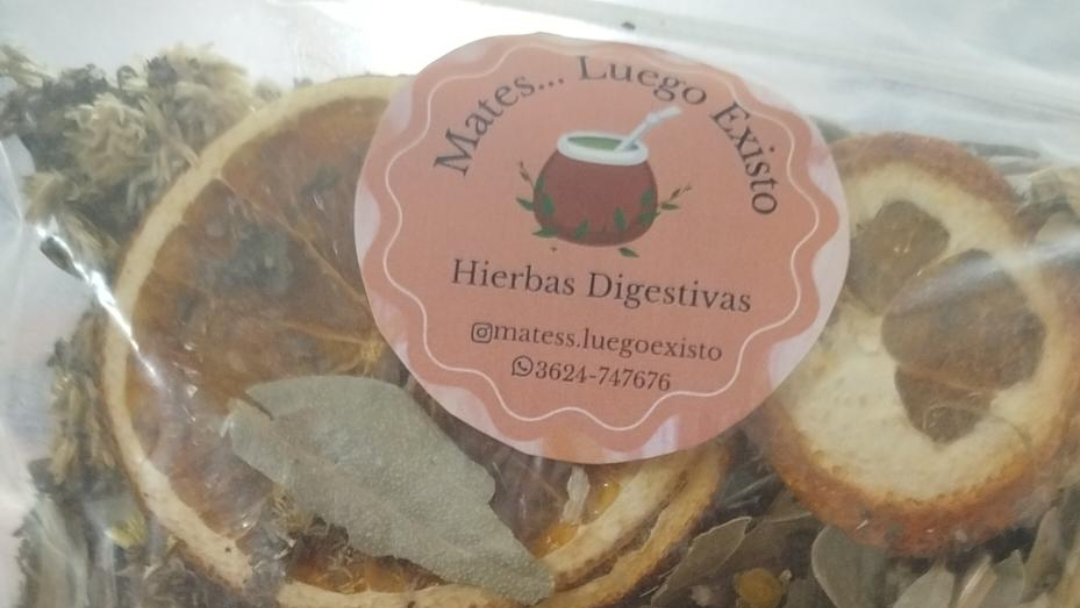 Mates... Luego Existo
Hierbas Digestivas
matess.luegoexisto
3624-747676